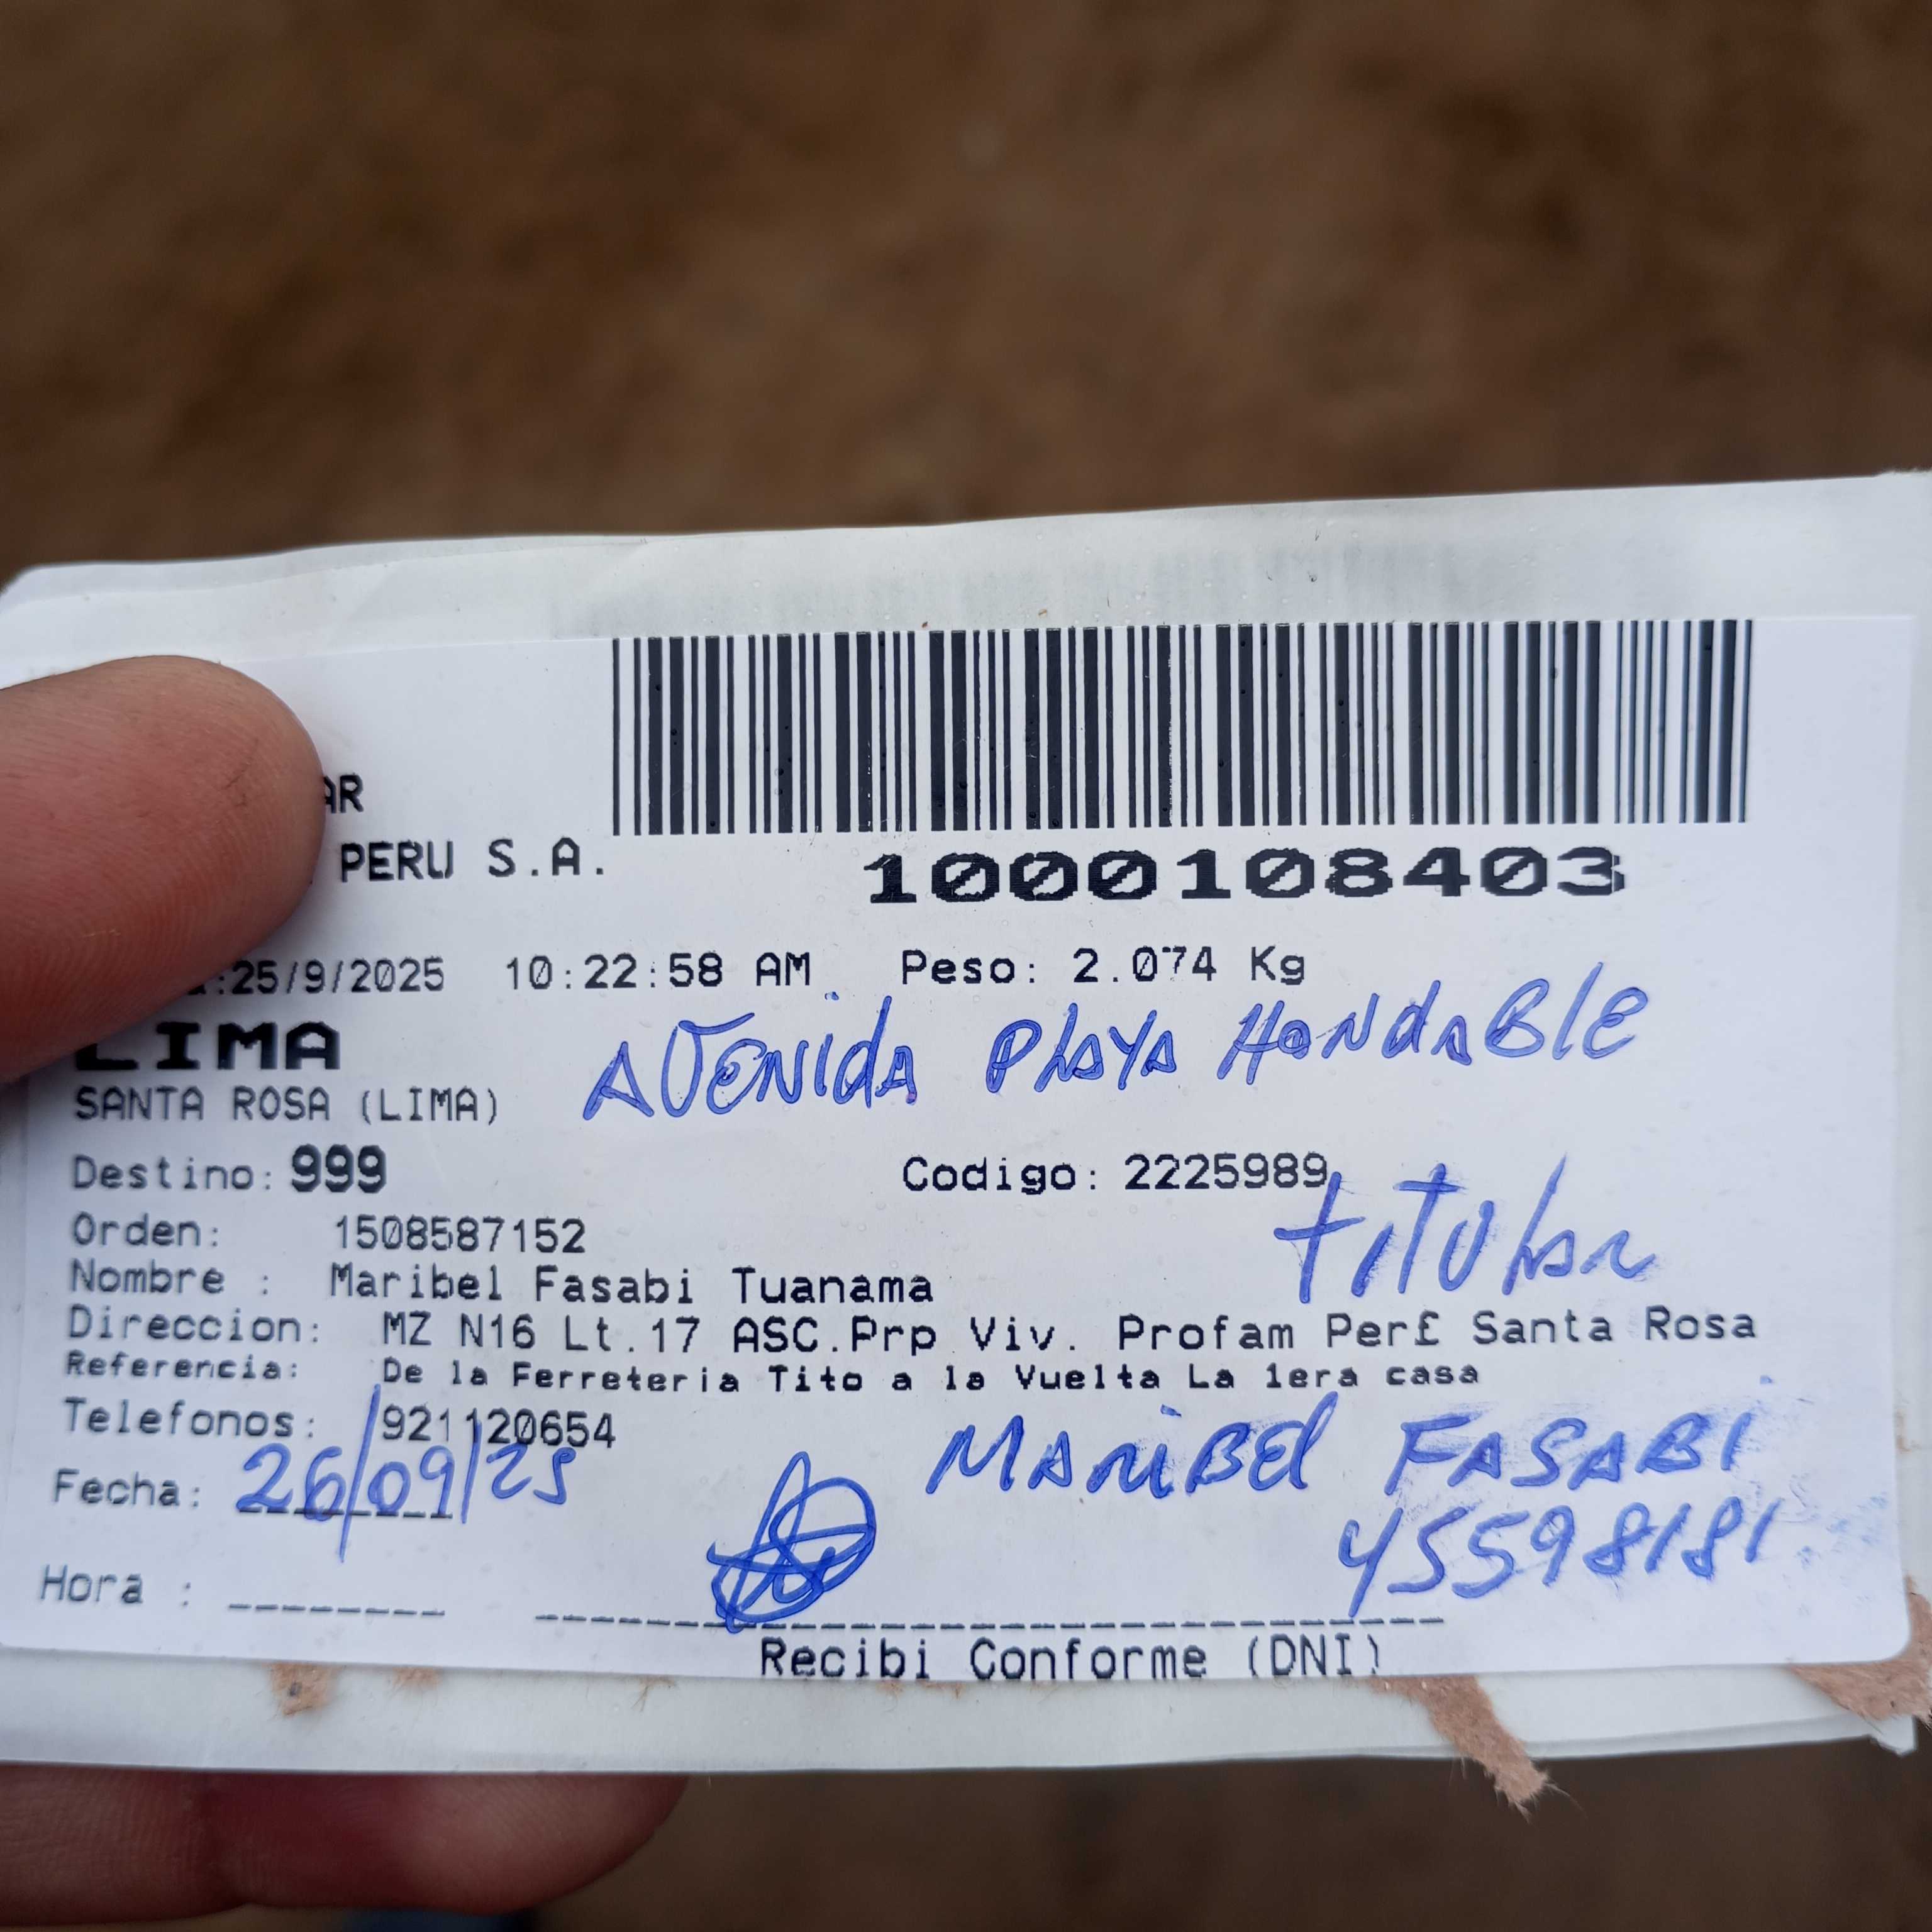 PERU S.A.
1000108403
:25/9/2025 10:22:58 AM Peso: 2.074 Kg
LIMA
AVENIDA PLAYA HONDABLE
SANTA ROSA (LIMA)
Destino: 999 Codigo: 2225989
Orden: 1508587152
TITULAR
Nombre : Maribel Fasabi Tuanama
Direccion: MZ N16 Lt.17 ASC.Prp Viv. Profam Per£ Santa Rosa
Referencia: De la Ferreteria Tito a la Vuelta La 1era casa
Telefonos: 921120654
MARIBEL FASABI
Fecha: 26/09/25
45598181
Hora : ________
Recibi Conforme (DNI)